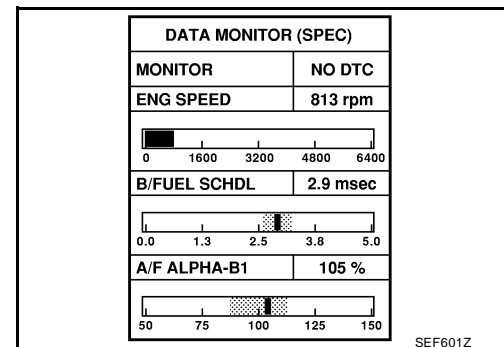 DATA MONITOR (SPEC)
MONITOR NO DTC
ENG SPEED 813 rpm
0 1600 3200 4800 6400
B/FUEL SCHDL 2.9 msec
0.0 1.3 2.5 3.8 5.0
A/F ALPHA-B1 105 %
50 75 100 125 150
SEF601Z